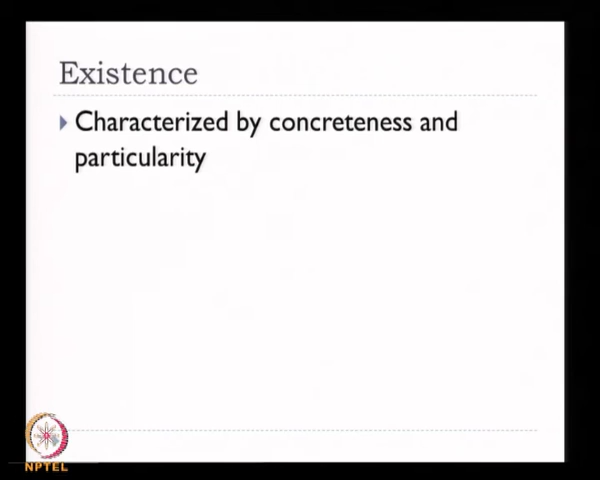 Existence
Characterized by concreteness and
particularity
NPTEL